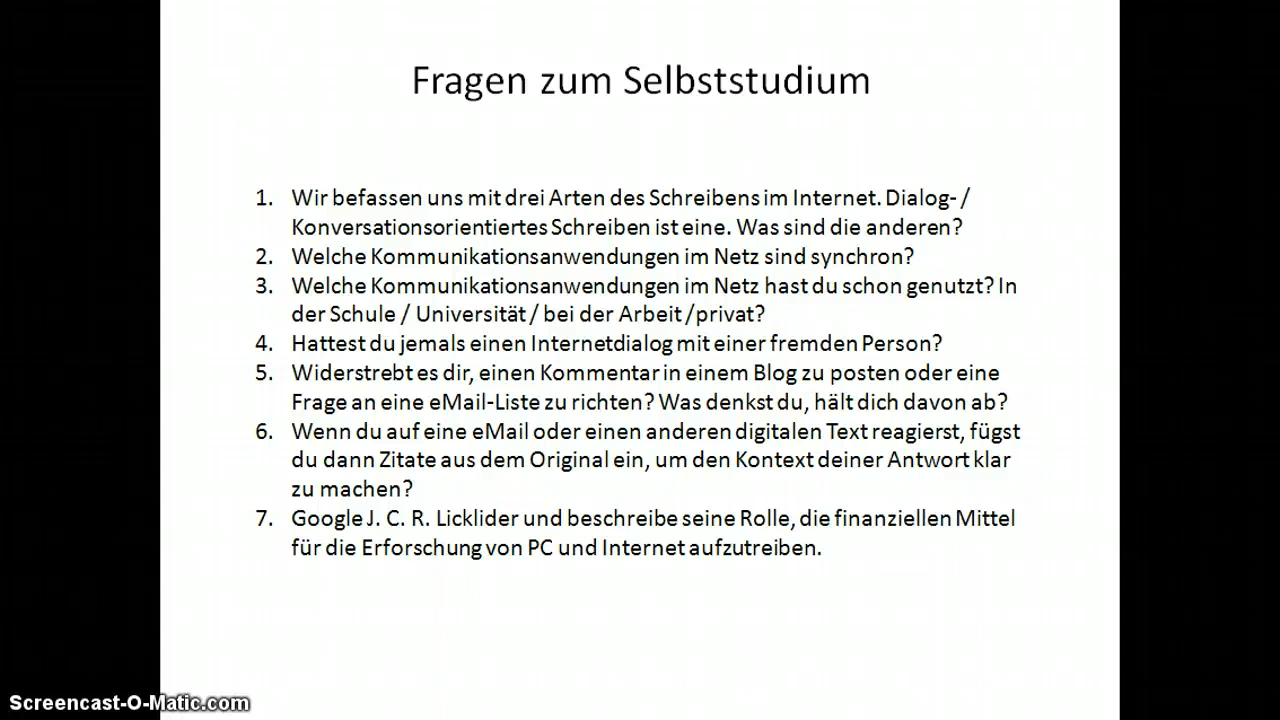 Fragen zum Selbststudium
1. Wir befassen uns mit drei Arten des Schreibens im Internet. Dialog- /
Konversationsorientiertes Schreiben ist eine. Was sind die anderen?
2. Welche Kommunikationsanwendungen im Netz sind synchron?
3. Welche Kommunikationsanwendungen im Netz hast du schon genutzt? In
der Schule / Universität / bei der Arbeit /privat?
4. Hattest du jemals einen Internetdialog mit einer fremden Person?
5. Widerstrebt es dir, einen Kommentar in einem Blog zu posten oder eine
Frage an eine eMail-Liste zu richten? Was denkst du, hält dich davon ab?
6. Wenn du auf eine eMail oder einen anderen digitalen Text reagierst, fügst
du dann Zitate aus dem Original ein, um den Kontext deiner Antwort klar
zu machen?
7. Google J. C. R. Licklider und beschreibe seine Rolle, die finanziellen Mittel
für die Erforschung von PC und Internet aufzutreiben.
Screencast-O-Matic.com